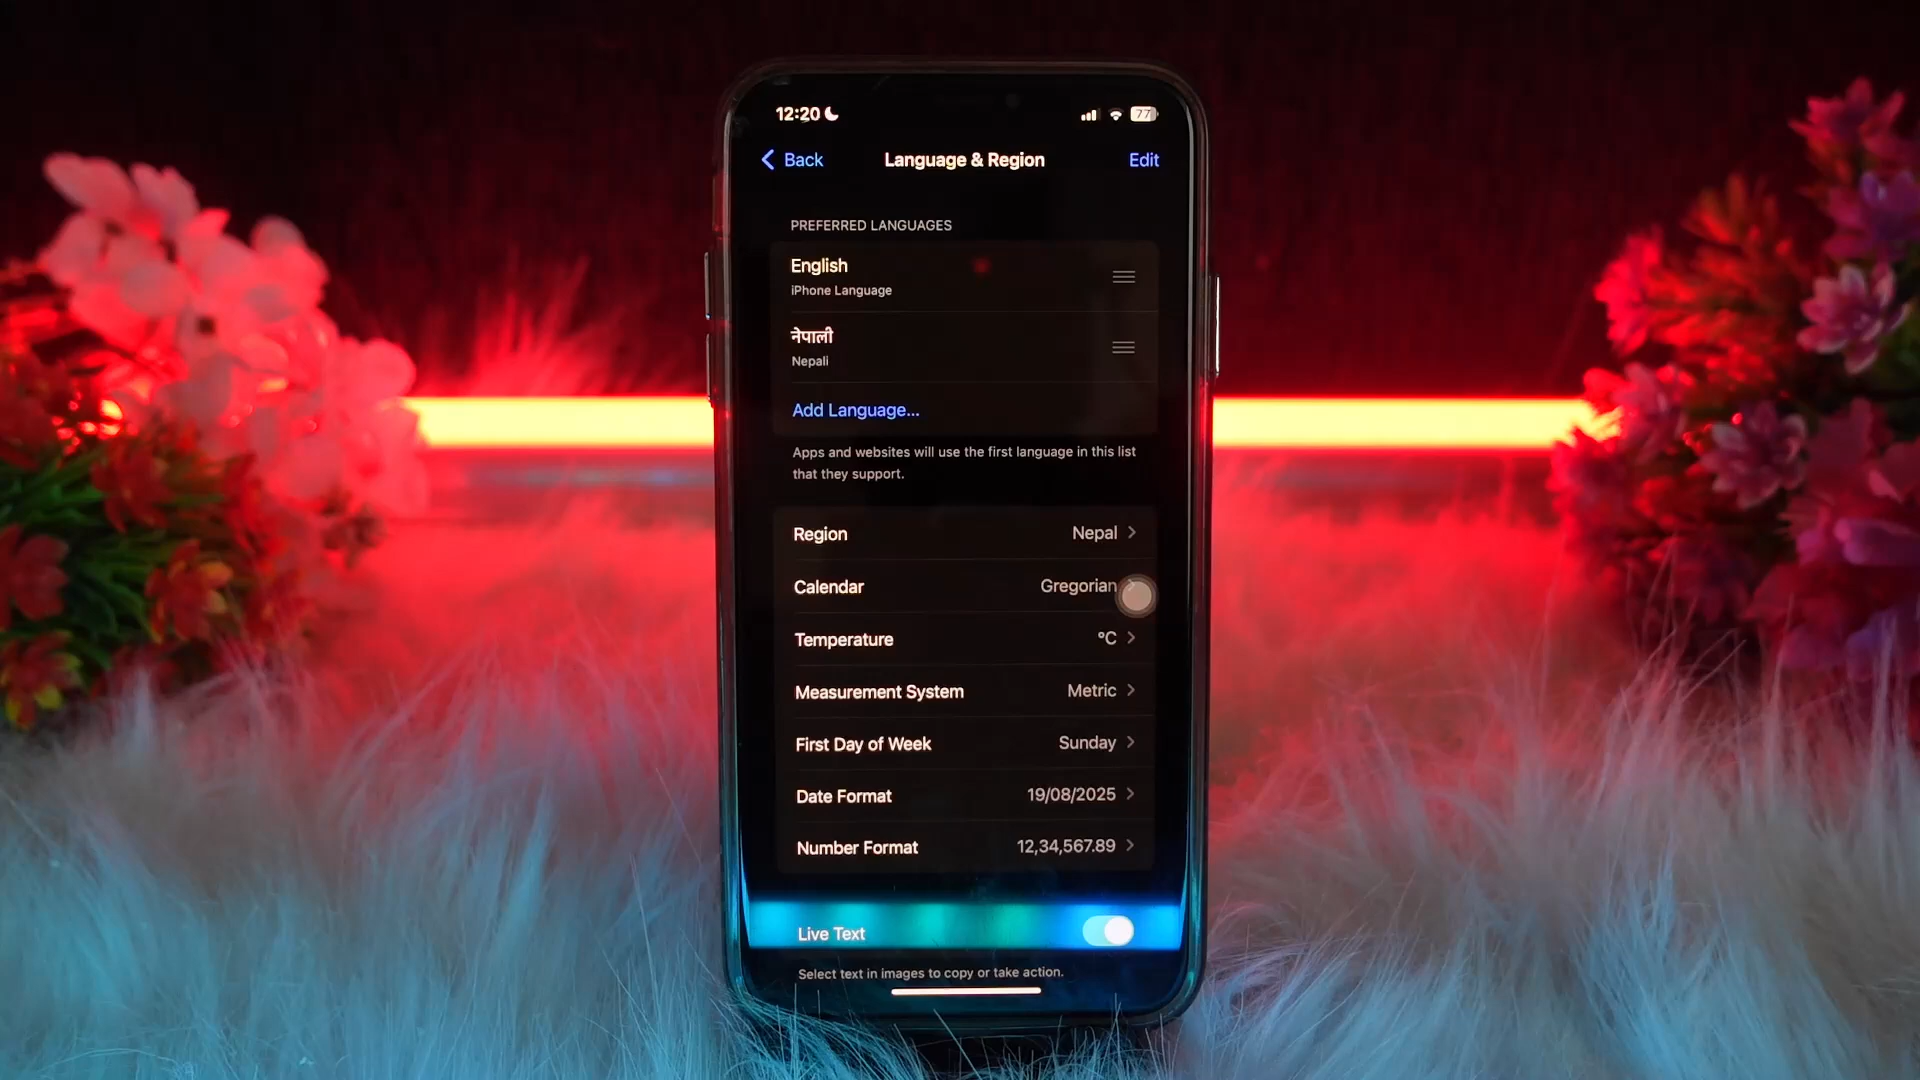 12:20
77
Back
Language & Region
Edit
PREFERRED LANGUAGES
English
iPhone Language
नेपाली
Nepali
Add Language...
Apps and websites will use the first language in this list
that they support.
Region Nepal
Calendar Gregorian
Temperature °C
Measurement System Metric
First Day of Week Sunday
Date Format 19/08/2025
Number Format 12,34,567.89
Live Text
Select text in images to copy or take action.